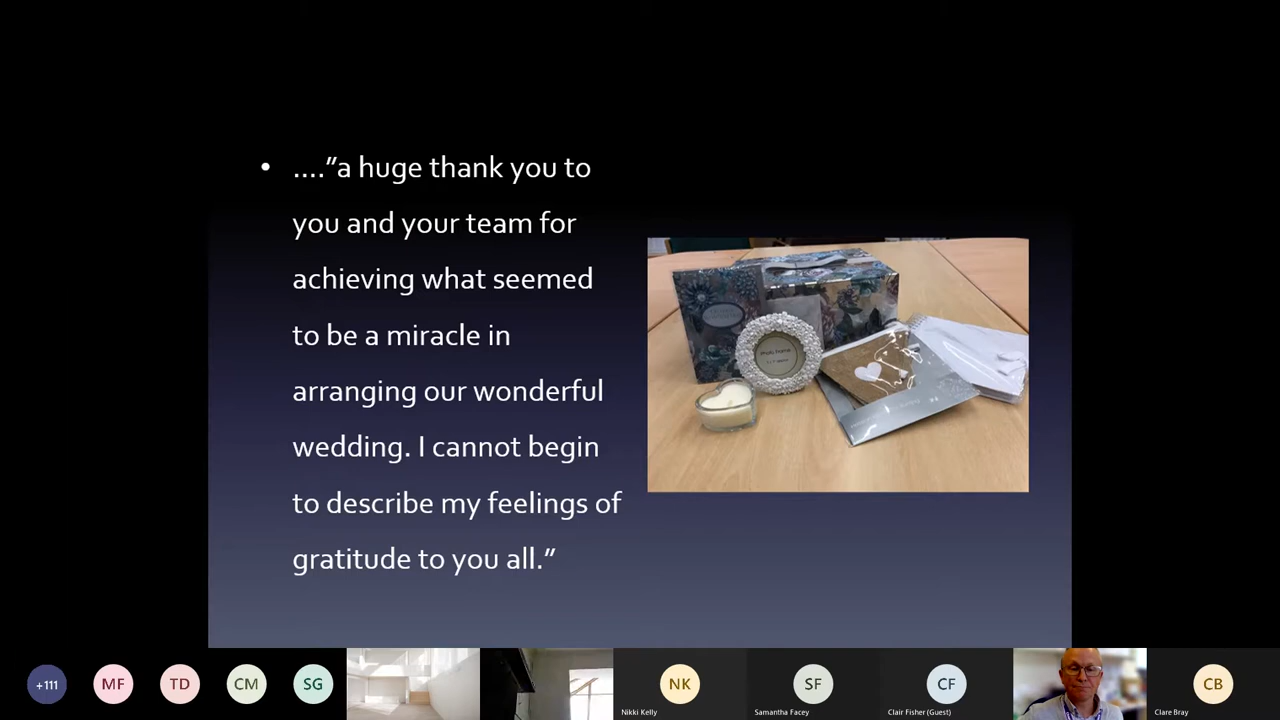 • ...."a huge thank you to
you and your team for
achieving what seemed
to be a miracle in
arranging our wonderful
wedding. I cannot begin
to describe my feelings of
gratitude to you all."
photo frame
+111
MF
TD
CM
SG
NK
Nikki Kelly
SF
Samantha Facey
CF
Clair Fisher (Guest)
CB
Clare Bray